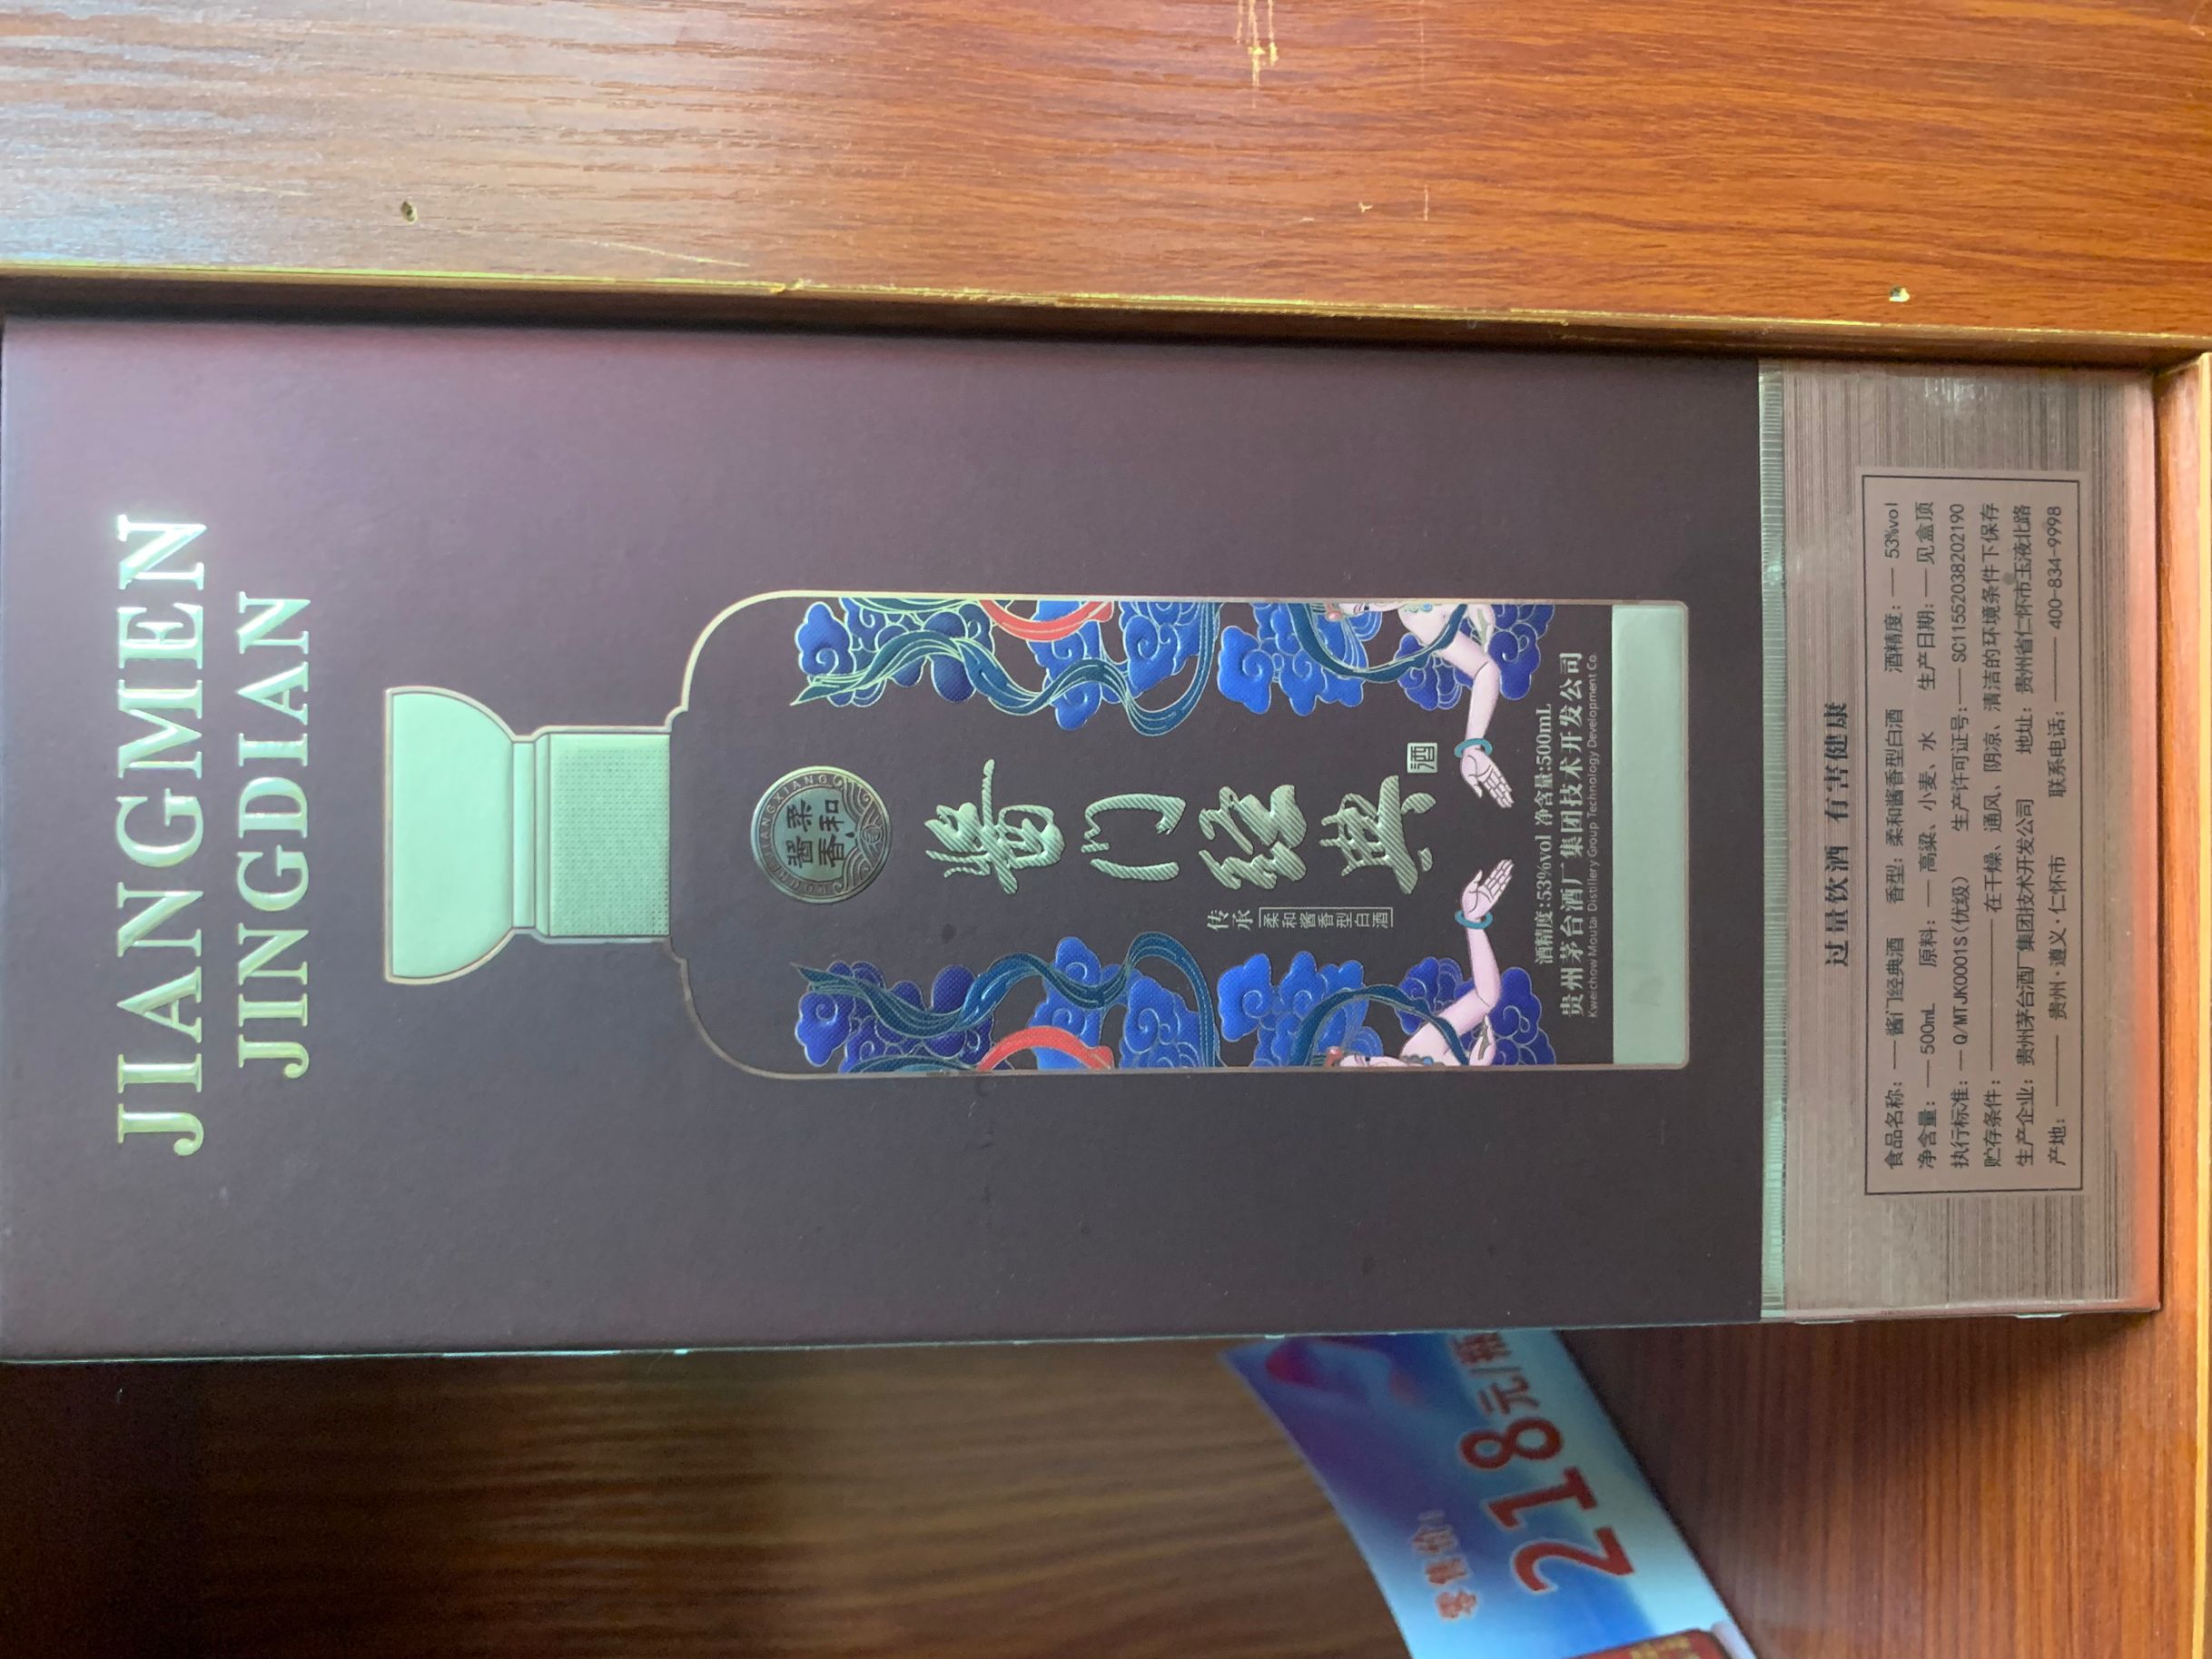 JIANGMEN
JINGDIAN
酱香
柔和
醬门经典
酒
传承
柔和酱香型白酒
酒精度:53%vol 净含量:500mL
贵州茅台酒厂集团技术开发公司
Kweichow Moutai Distillery Group Technology Development Co.
过量饮酒 有害健康
食品名称：酱门经典酒 香型：柔和酱香型白酒 酒精度：53%vol
净含量：500mL 原料：高粱、小麦、水 生产日期：见盒顶
执行标准：Q/MTJK0001S(优级) 生产许可证号：SC11552038202190
贮存条件：在干燥、通风、阴凉、清洁的环境条件下保存
生产企业：贵州茅台酒厂集团技术开发公司 地址：贵州省仁怀市玉液北路
产地：贵州·遵义·仁怀市 联系电话：400-834-9998
零售价：
218元/瓶